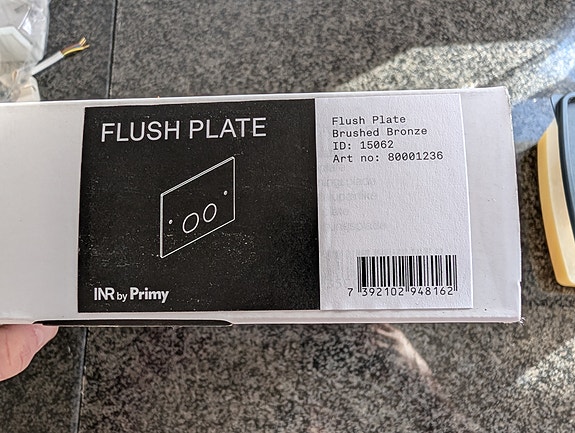 FLUSH PLATE
INR by Primy
Flush Plate
Brushed Bronze
ID: 15062
Art no: 80001236
7 392102 948162